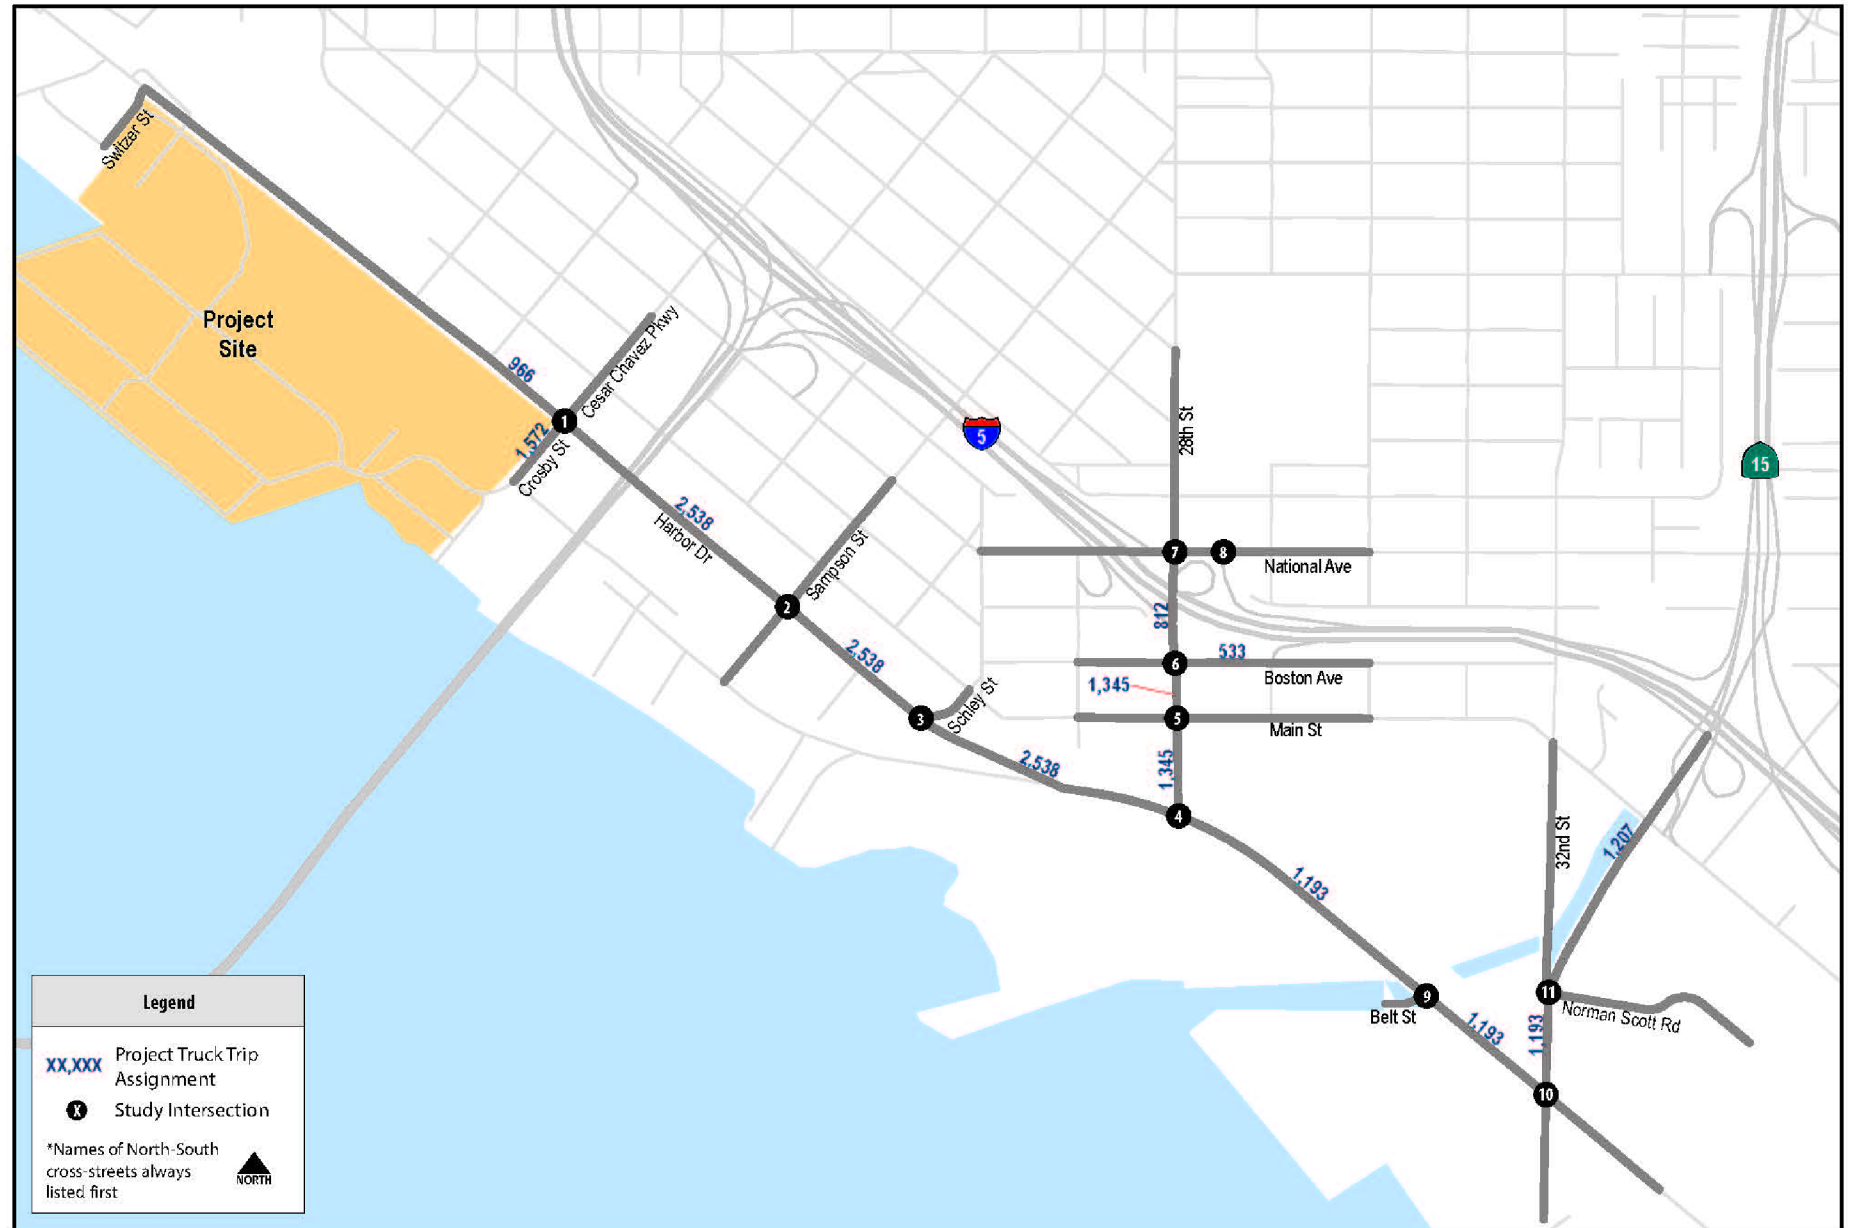 Switzer St
Project
Site
966
Cesar Chavez Pkwy
1
1,572
Crosby St
5
28th St
15
2,538
Harbor Dr
Sampson St
2
7
8
National Ave
812
2,538
6
533
Boston Ave
1,345
Schley St
3
5
Main St
2,538
1,345
4
32nd St
1,207
1,193
9
Belt St
11
Norman Scott Rd
1,193
1,193
10
Legend
XX,XXX
Project Truck Trip
Assignment
X
Study Intersection
*Names of North-South
cross-streets always
listed first
NORTH